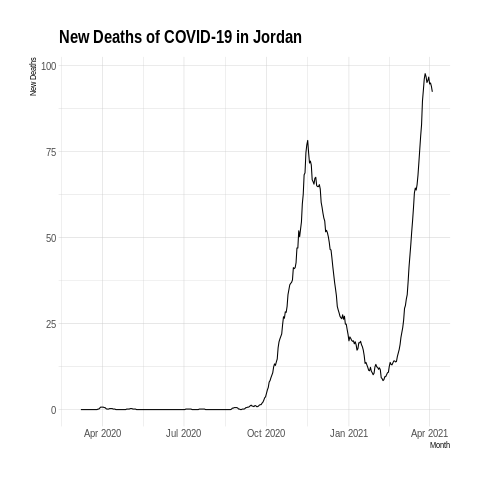 New Deaths of COVID-19 in Jordan
New Deaths
100
75
50
25
0
Apr 2020 Jul 2020 Oct 2020 Jan 2021 Apr 2021
Month